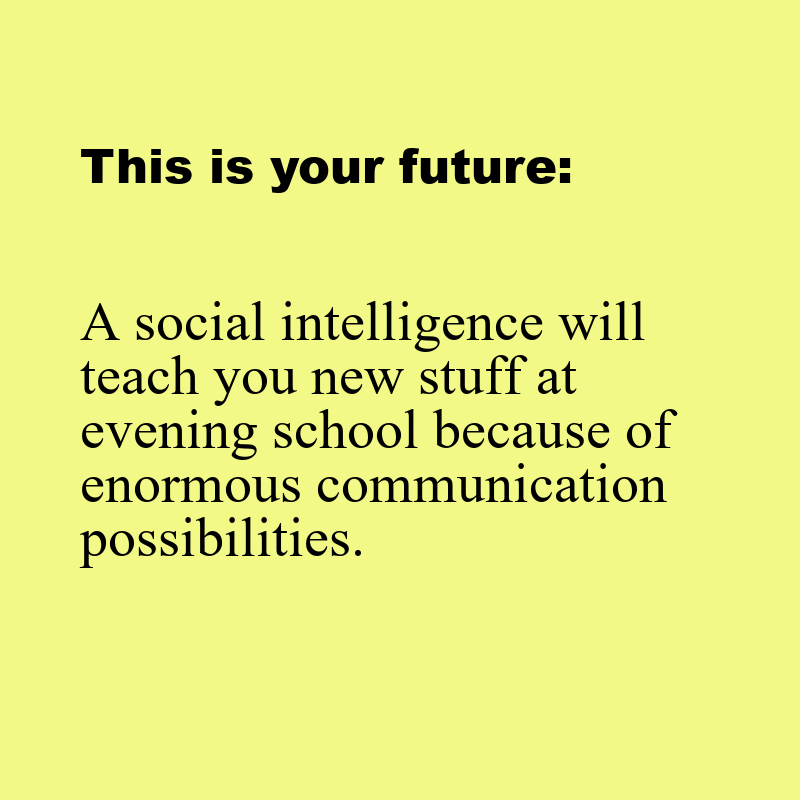 This is your future:
A social intelligence will
teach you new stuff at
evening school because of
enormous communication
possibilities.